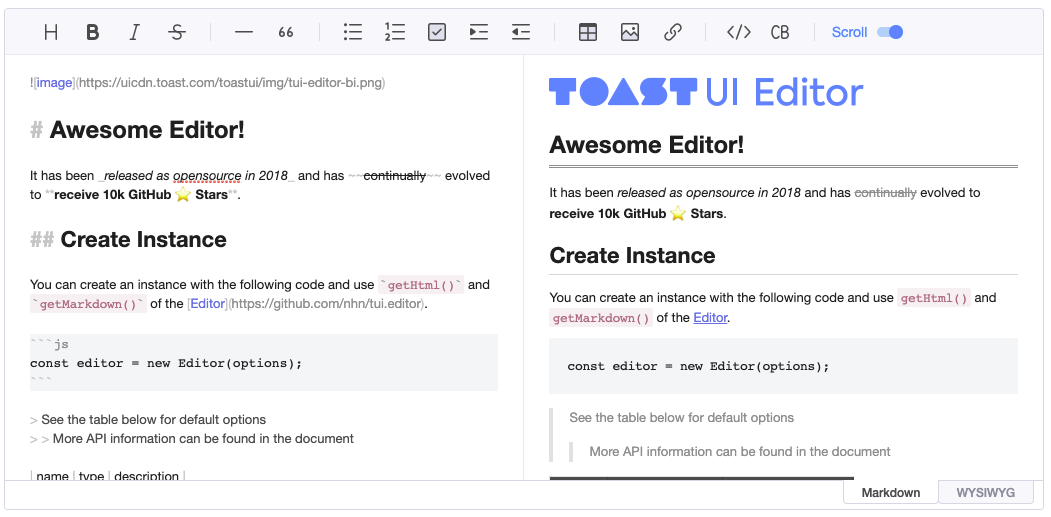 H B I S — 66 </> CB Scroll
![image](https://uicdn.toast.com/toastui/img/tui-editor-bi.png)
# Awesome Editor!
It has been _released as opensource in 2018_ and has ~~continually~~ evolved
to **receive 10k GitHub ⭐ Stars**.
## Create Instance
You can create an instance with the following code and use `getHtml()` and
`getMarkdown()` of the [Editor](https://github.com/nhn/tui.editor).
```js
const editor = new Editor(options);
```
> See the table below for default options
> > More API information can be found in the document
| name | type | description |
TOAST UI Editor
Awesome Editor!
It has been released as opensource in 2018 and has continually evolved to
receive 10k GitHub ⭐ Stars.
Create Instance
You can create an instance with the following code and use getHtml() and
getMarkdown() of the Editor.
const editor = new Editor(options);
See the table below for default options
More API information can be found in the document
Markdown WYSIWYG